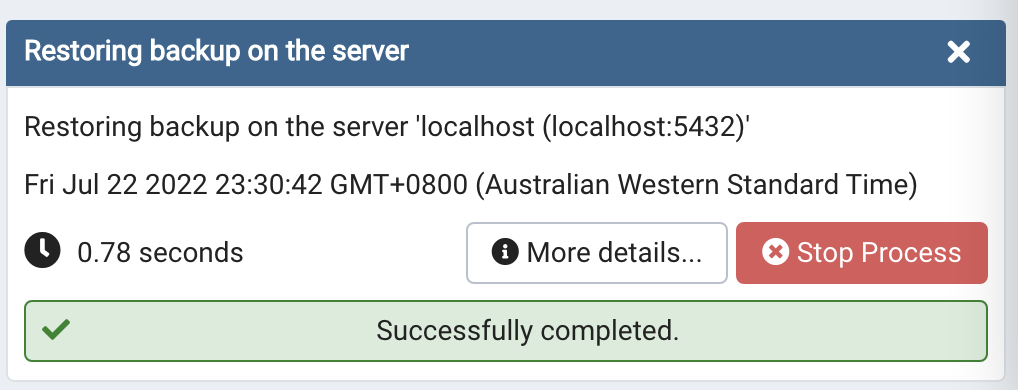 Restoring backup on the server
Restoring backup on the server 'localhost (localhost:5432)'
Fri Jul 22 2022 23:30:42 GMT+0800 (Australian Western Standard Time)
0.78 seconds More details... Stop Process
Successfully completed.